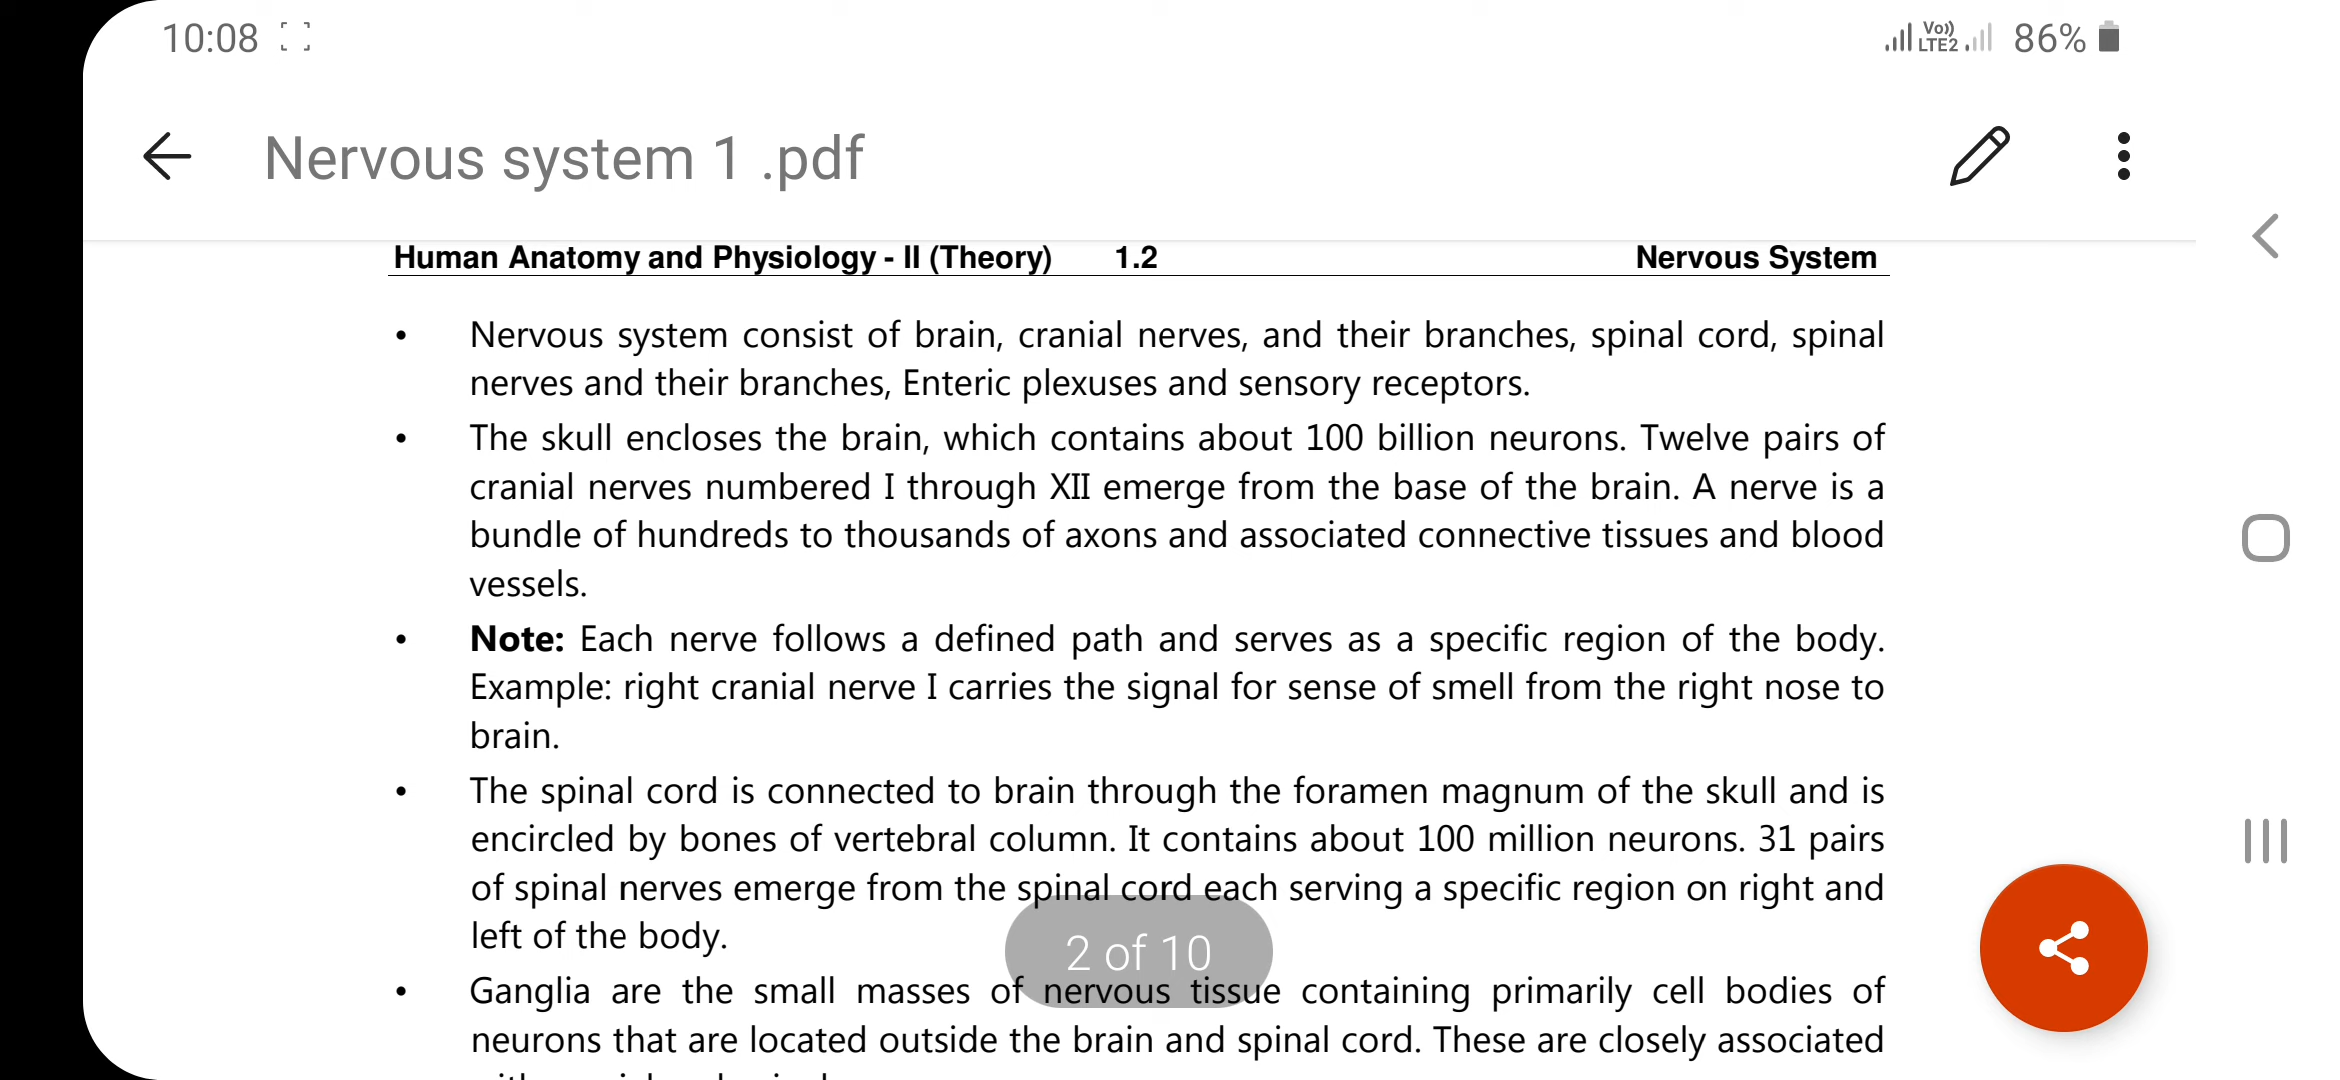 10:08 Vo)) LTE2 86%
Nervous system 1 .pdf
Human Anatomy and Physiology - II (Theory) 1.2 Nervous System
• Nervous system consist of brain, cranial nerves, and their branches, spinal cord, spinal
nerves and their branches, Enteric plexuses and sensory receptors.
• The skull encloses the brain, which contains about 100 billion neurons. Twelve pairs of
cranial nerves numbered I through XII emerge from the base of the brain. A nerve is a
bundle of hundreds to thousands of axons and associated connective tissues and blood
vessels.
• Note: Each nerve follows a defined path and serves as a specific region of the body.
Example: right cranial nerve I carries the signal for sense of smell from the right nose to
brain.
• The spinal cord is connected to brain through the foramen magnum of the skull and is
encircled by bones of vertebral column. It contains about 100 million neurons. 31 pairs
of spinal nerves emerge from the spinal cord each serving a specific region on right and
left of the body.
2 of 10
• Ganglia are the small masses of nervous tissue containing primarily cell bodies of
neurons that are located outside the brain and spinal cord. These are closely associated